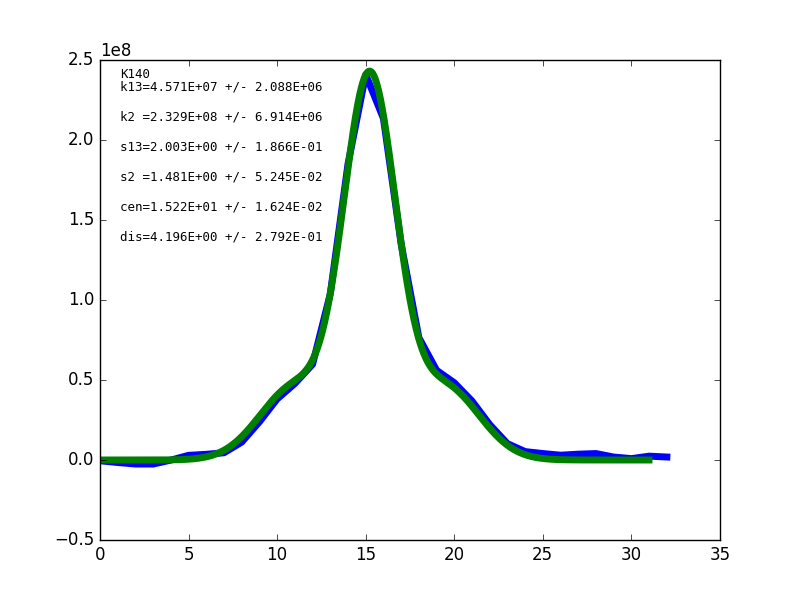 1e8
2.5
2.0
1.5
1.0
0.5
0.0
−0.5
K140
k13=4.571E+07 +/- 2.088E+06
k2 =2.329E+08 +/- 6.914E+06
s13=2.003E+00 +/- 1.866E-01
s2 =1.481E+00 +/- 5.245E-02
cen=1.522E+01 +/- 1.624E-02
dis=4.196E+00 +/- 2.792E-01
0 5 10 15 20 25 30 35